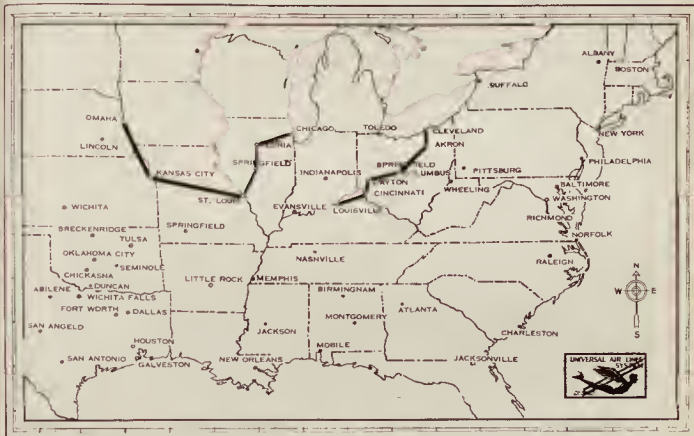 ALBANY
BOSTON
BUFFALO
OMAHA
LINCOLN
CHICAGO
TOLEDO
CLEVELAND
AKRON
NEW YORK
KANSAS CITY
SPRINGFIELD
INDIANAPOLIS
SPRINGFIELD
UMBUS
PITTSBURG
PHILADELPHIA
DAYTON
WHEELING
BALTIMORE
WASHINGTON
ST. LOUI
CINCINNATI
EVANSVILLE
LOUISVILLE
RICHMOND
WICHITA
SPRINGFIELD
NORFOLK
BRECKENRIDGE
TULSA
OKLAHOMA CITY
NASHVILLE
RALEIGH
CHICKASHA
SEMINOLE
N
ABILENE
DUNCAN
LITTLE ROCK
MEMPHIS
W E
WICHITA FALLS
BIRMINGHAM
ATLANTA
S
FORT WORTH
DALLAS
MONTGOMERY
SAN ANGELO
JACKSON
CHARLESTON
HOUSTON
MOBILE
SAN ANTONIO
GALVESTON
NEW ORLEANS
JACKSONVILLE
UNIVERSAL AIR LINES
SYSTEM